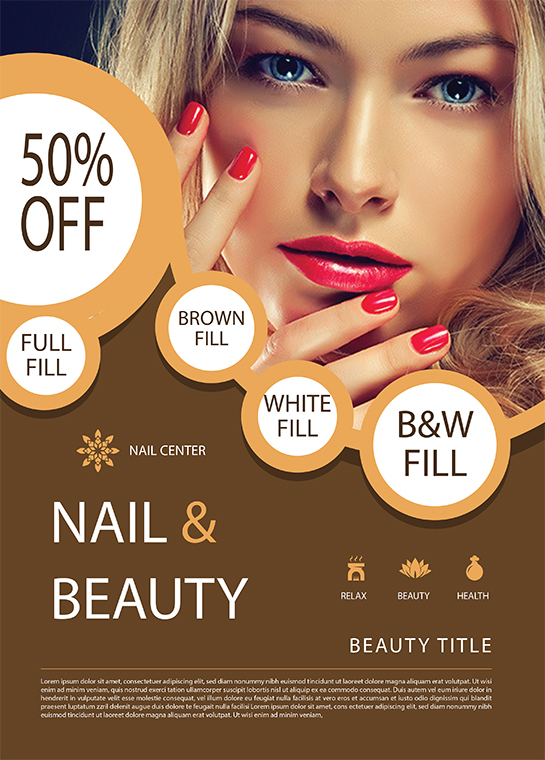 50%
OFF
FULL
FILL
BROWN
FILL
WHITE
FILL
B&W
FILL
NAIL CENTER
NAIL &
BEAUTY
RELAX
BEAUTY
HEALTH
BEAUTY TITLE
Lorem ipsum dolor sit amet, consectetuer adipiscing elit, sed diam nonummy nibh euismod tincidunt ut laoreet dolore magna aliquam erat volutpat. Ut wisi
enim ad minim veniam, quis nostrud exerci tation ullamcorper suscipit lobortis nisl ut aliquip ex ea commodo consequat. Duis autem vel eum iriure dolor in
hendrerit in vulputate velit esse molestie consequat, vel illum dolore eu feugiat nulla facilisis at vero eros et accumsan et iusto odio dignissim qui blandit
praesent luptatum zzril delenit augue duis dolore te feugait nulla facilisi Lorem ipsum dolor sit amet, cons ectetuer adipiscing elit, sed diam nonummy nibh
euismod tincidunt ut laoreet dolore magna aliquam erat volutpat. Ut wisi enim ad minim veniam,